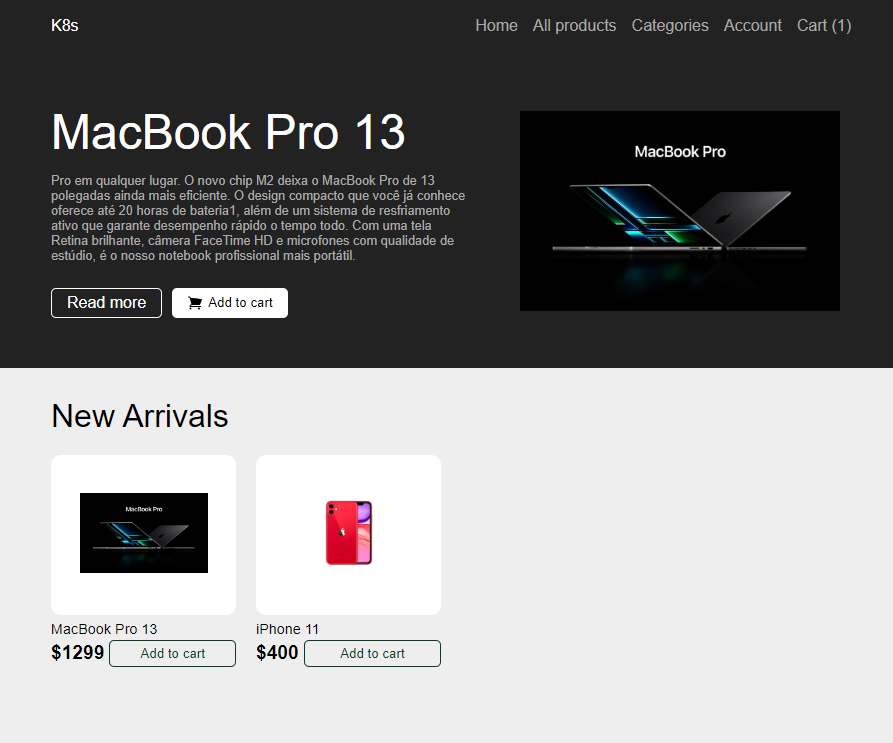 K8s
Home All products Categories Account Cart (1)
MacBook Pro 13
Pro em qualquer lugar. O novo chip M2 deixa o MacBook Pro de 13
polegadas ainda mais eficiente. O design compacto que você já conhece
oferece até 20 horas de bateria1, além de um sistema de resfriamento
ativo que garante desempenho rápido o tempo todo. Com uma tela
Retina brilhante, câmera FaceTime HD e microfones com qualidade de
estúdio, é o nosso notebook profissional mais portátil.
Read more
Add to cart
MacBook Pro
New Arrivals
MacBook Pro
MacBook Pro 13
$1299 Add to cart
iPhone 11
$400 Add to cart